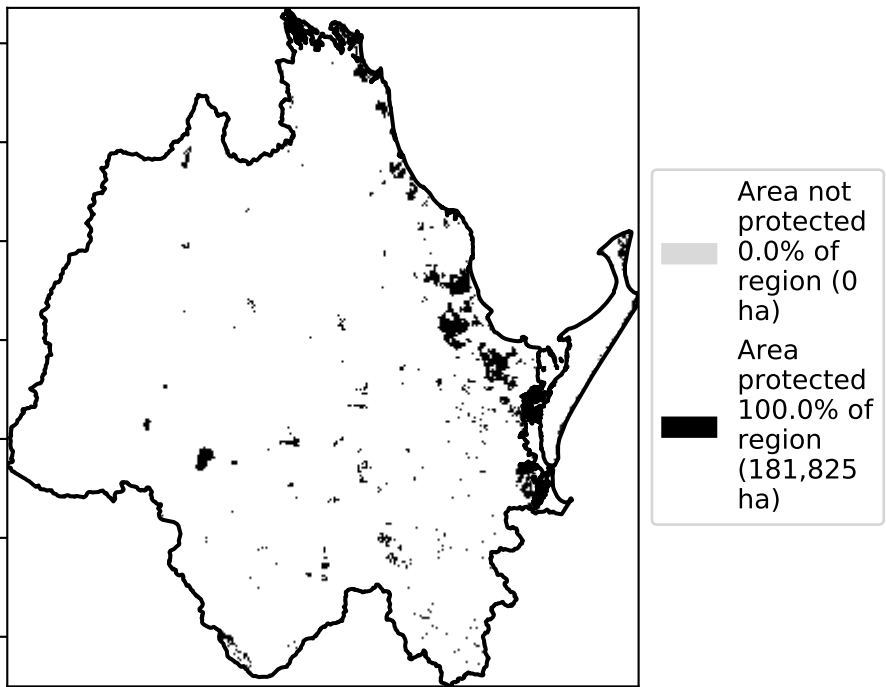 Area not
protected
0.0% of
region (0
ha)
Area
protected
100.0% of
region
(181,825
ha)